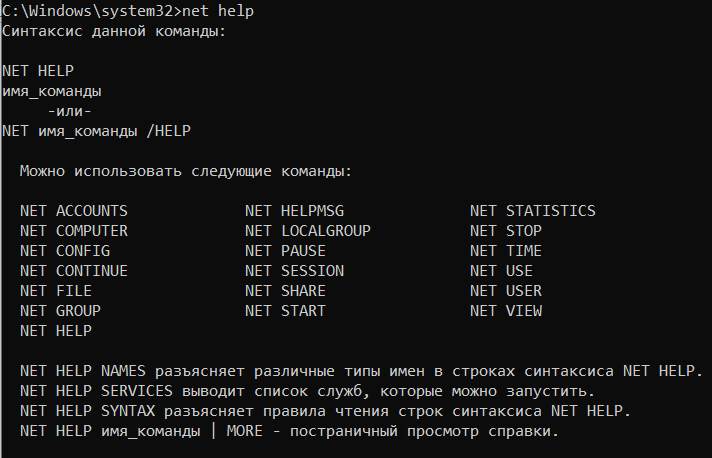 C:\Windows\system32>net help
Синтаксис данной команды:
NET HELP
имя_команды
-или-
NET имя_команды /HELP
Можно использовать следующие команды:
NET ACCOUNTS NET HELPMSG NET STATISTICS
NET COMPUTER NET LOCALGROUP NET STOP
NET CONFIG NET PAUSE NET TIME
NET CONTINUE NET SESSION NET USE
NET FILE NET SHARE NET USER
NET GROUP NET START NET VIEW
NET HELP
NET HELP NAMES разъясняет различные типы имен в строках синтаксиса NET HELP.
NET HELP SERVICES выводит список служб, которые можно запустить.
NET HELP SYNTAX разъясняет правила чтения строк синтаксиса NET HELP.
NET HELP имя_команды | MORE - постраничный просмотр справки.